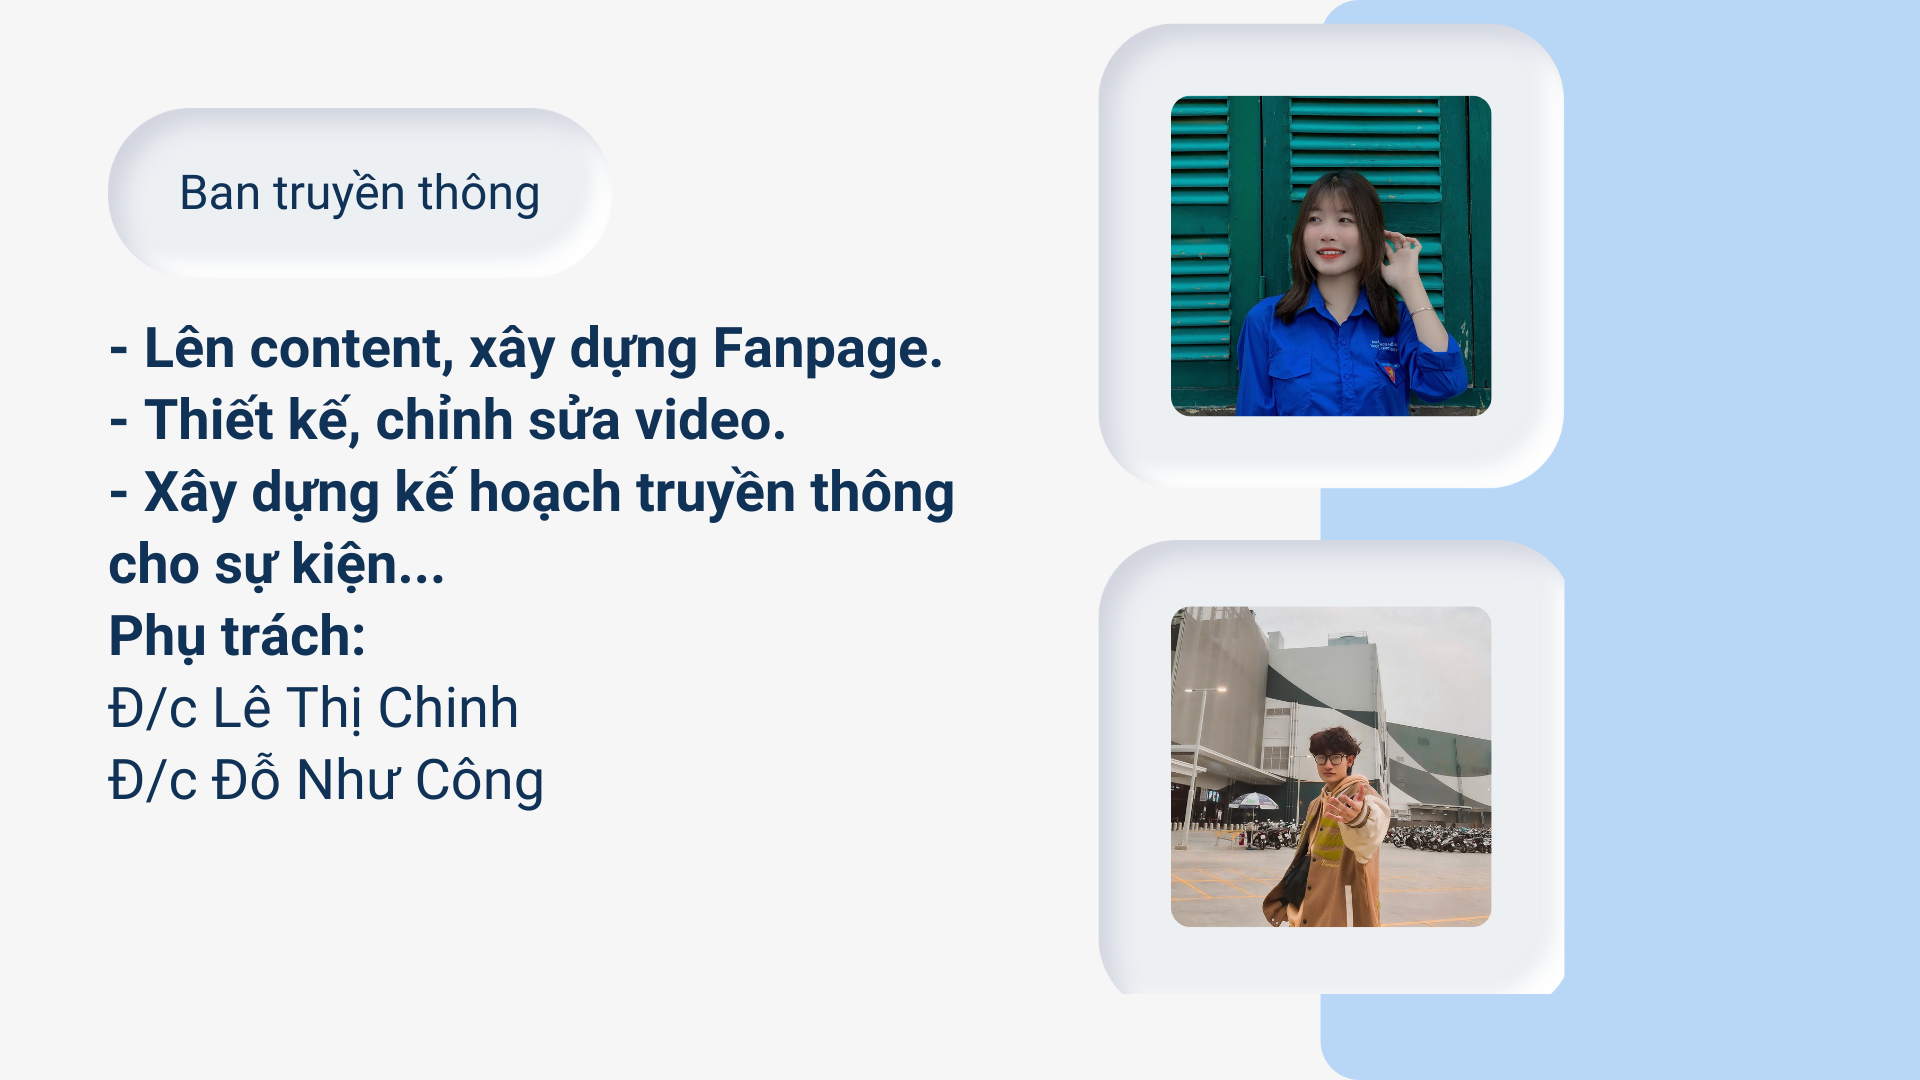 Ban truyền thông
- Lên content, xây dựng Fanpage.
- Thiết kế, chỉnh sửa video.
- Xây dựng kế hoạch truyền thông
cho sự kiện...
Phụ trách:
Đ/c Lê Thị Chinh
Đ/c Đỗ Như Công